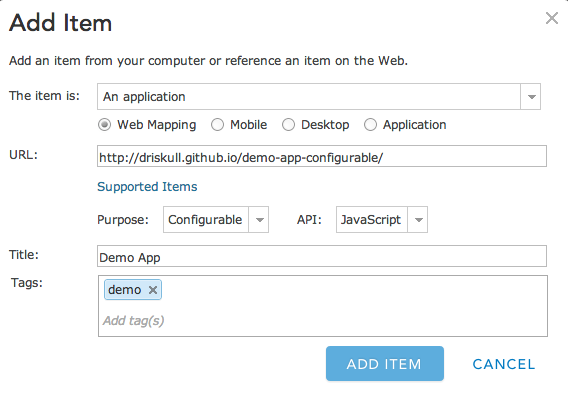 Add Item
Add an item from your computer or reference an item on the Web.
The item is: An application
Web Mapping Mobile Desktop Application
URL: http://driskull.github.io/demo-app-configurable/
Supported Items
Purpose: Configurable API: JavaScript
Title: Demo App
Tags: demo
Add tag(s)
ADD ITEM CANCEL